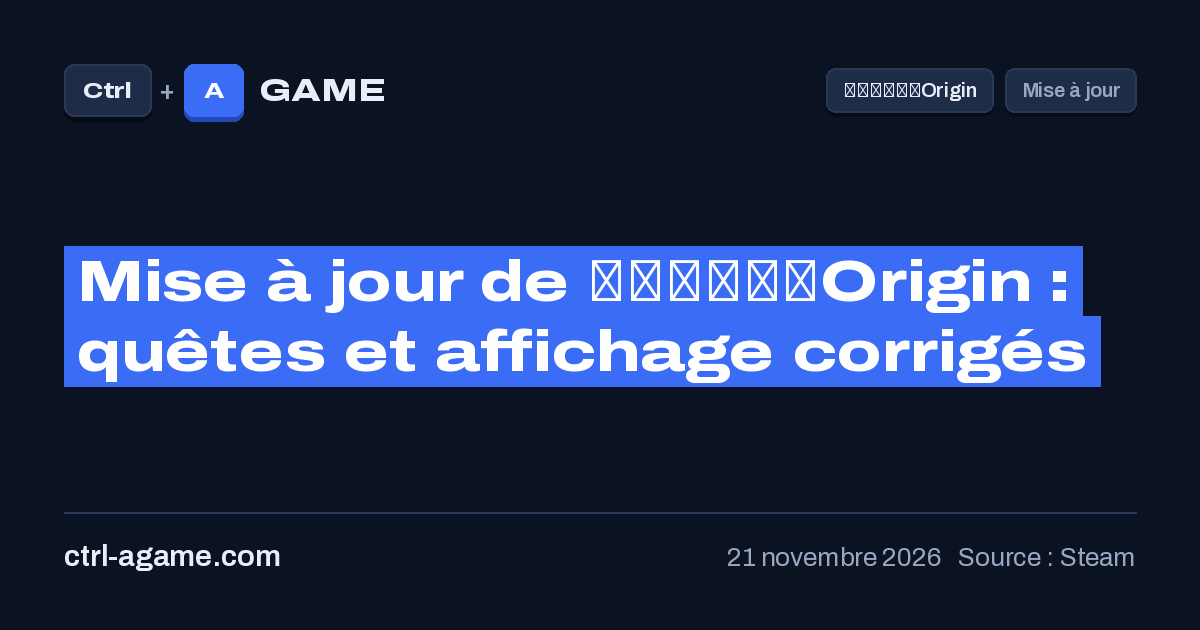 Ctrl + A GAME
Origin
Mise à jour
Mise à jour de Origin :
quêtes et affichage corrigés
ctrl-agame.com
21 novembre 2026 Source : Steam